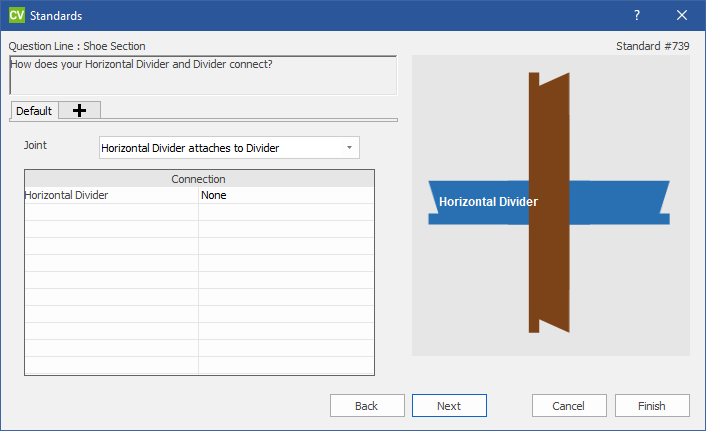 CV Standards
Question Line : Shoe Section
Standard #739
How does your Horizontal Divider and Divider connect?
Default
Joint
Horizontal Divider attaches to Divider
Connection
Horizontal Divider None
Horizontal Divider
Back
Next
Cancel
Finish